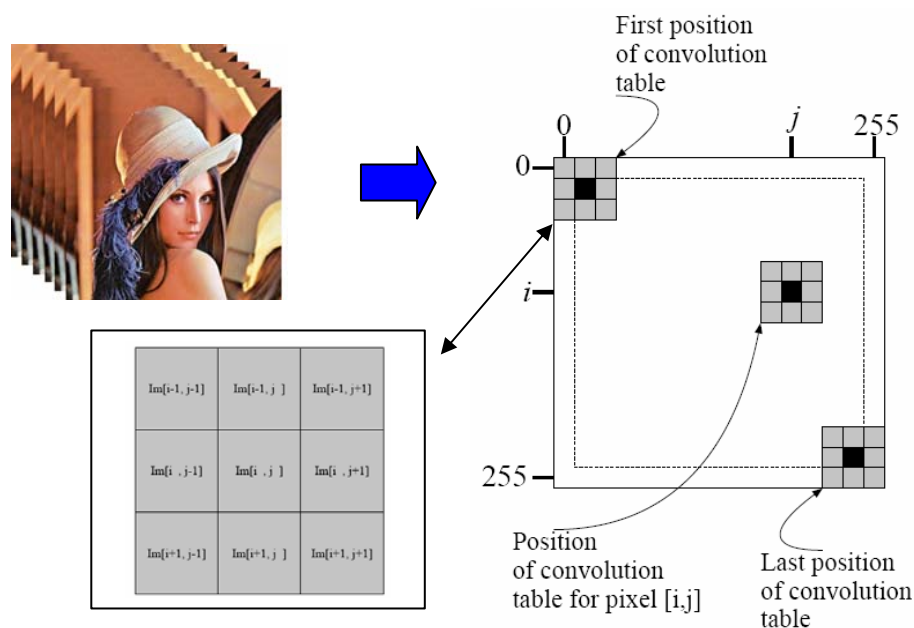 First position
of convolution
table
0
j
255
0
i
255
Im[i-1, j-1]
Im[i-1, j  ]
Im[i-1, j+1]
Im[i  , j-1]
Im[i  , j  ]
Im[i  , j+1]
Im[i+1, j-1]
Im[i+1, j  ]
Im[i+1, j+1]
Position
of convolution
table for pixel [i,j]
Last position
of convolution
table